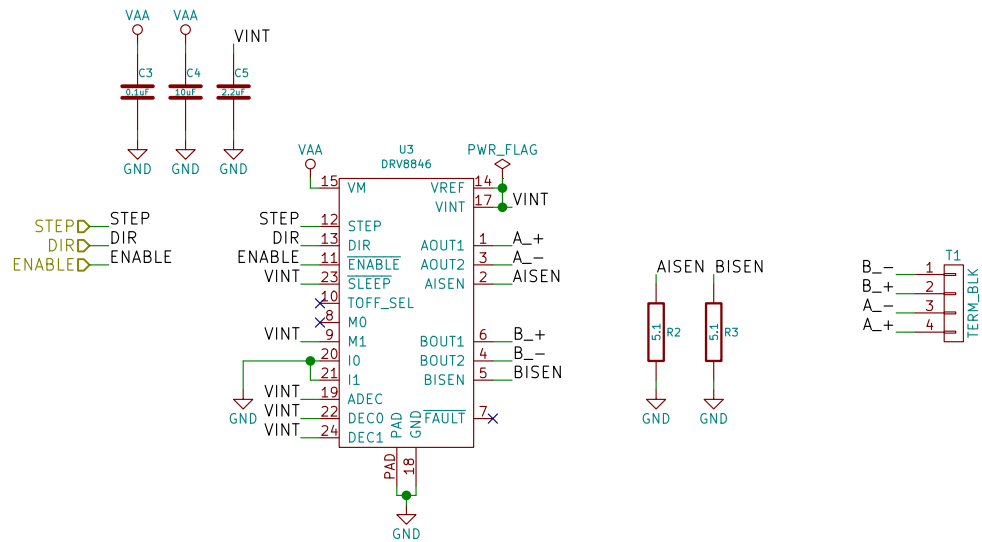 VAA
VAA
VINT
C3
0.1uF
C4
10uF
C5
2.2uF
GND
GND
GND
VAA
U3
DRV8846
PWR_FLAG
15 VM
VREF 14
VINT 17 VINT
STEP STEP
DIR DIR
ENABLE ENABLE
STEP 12 STEP
DIR 13 DIR
ENABLE 11 ENABLE
VINT 23 SLEEP
10 TOFF_SEL
8 M0
VINT 9 M1
20 I0
21 I1
VINT 19 ADEC
VINT 22 DEC0
VINT 24 DEC1
GND
AOUT1 1 A_+
AOUT2 3 A_-
AISEN 2 AISEN
BOUT1 6 B_+
BOUT2 4 B_-
BISEN 5 BISEN
FAULT 7
PAD
GND
PAD
18
GND
AISEN
BISEN
5.1
R2
5.1
R3
GND
GND
T1
TERM_BLK
B_- 1
B_+ 2
A_- 3
A_+ 4